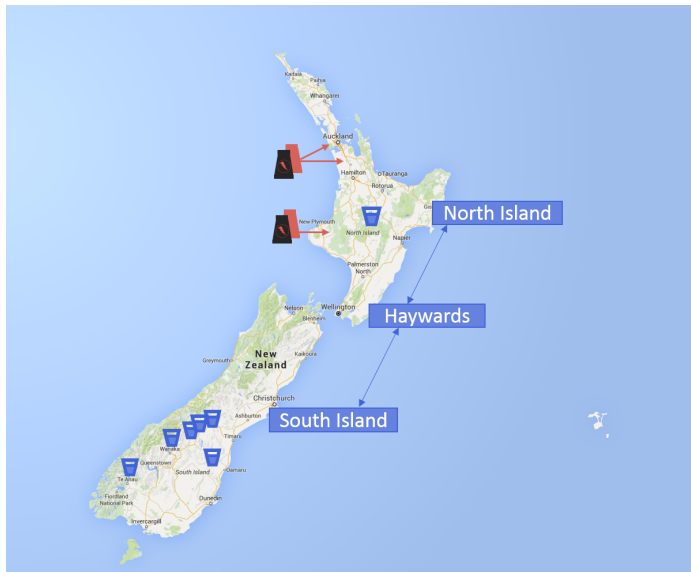 Kaitaia
Paihia
Whangarei
Auckland
Hamilton
Tauranga
Rotorua
North Island
New Plymouth
North Island
Napier
Palmerston
North
Nelson
Wellington
Blenheim
Haywards
Greymouth
New
Zealand
Kaikoura
Christchurch
Ashburton
South Island
Timaru
Wanaka
Queenstown
South Island
Oamaru
Te Anau
Fiordland
National Park
Dunedin
Invercargill